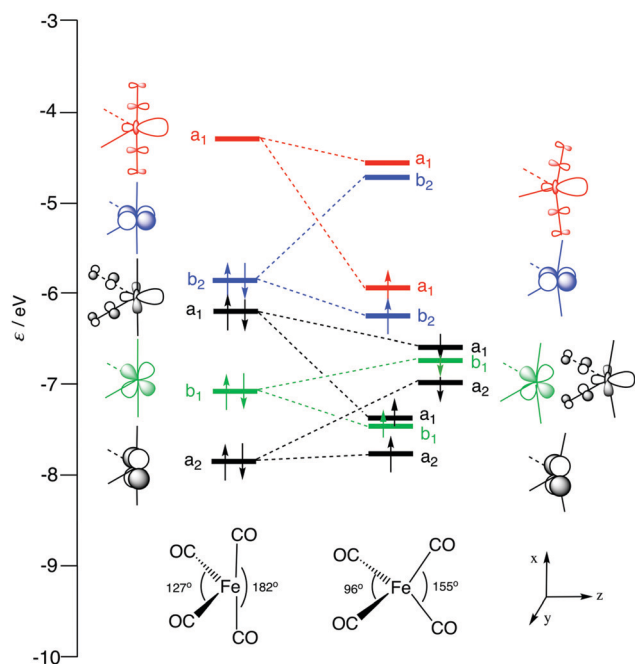 -3
-4
-5
-6
-7
-8
-9
-10
ε / eV
a₁
b₂
a₁
b₁
a₂
a₁
b₂
a₁
b₂
a₁
b₁
a₂
a₁
b₁
a₂
OC
CO
127°
Fe
182°
OC
CO
OC
CO
96°
Fe
155°
OC
CO
x
z
y